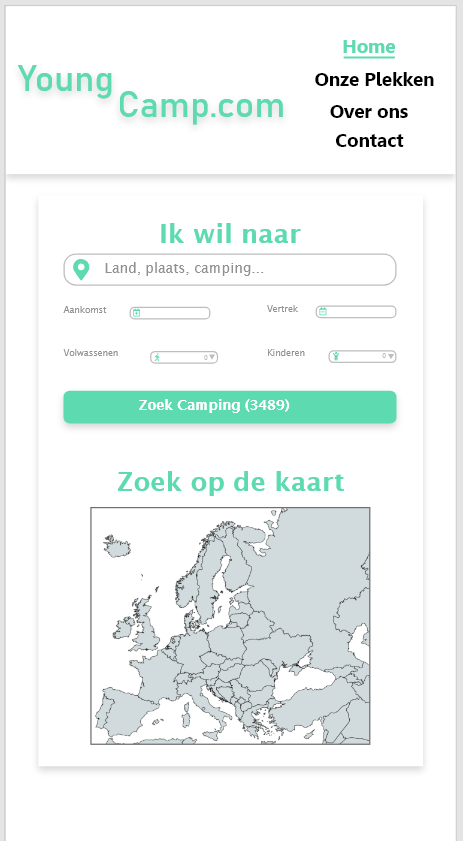 Young
Camp.com
Home
Onze Plekken
Over ons
Contact
Ik wil naar
Land, plaats, camping...
Aankomst
Vertrek
Volwassenen 0
Kinderen 0
Zoek Camping (3489)
Zoek op de kaart